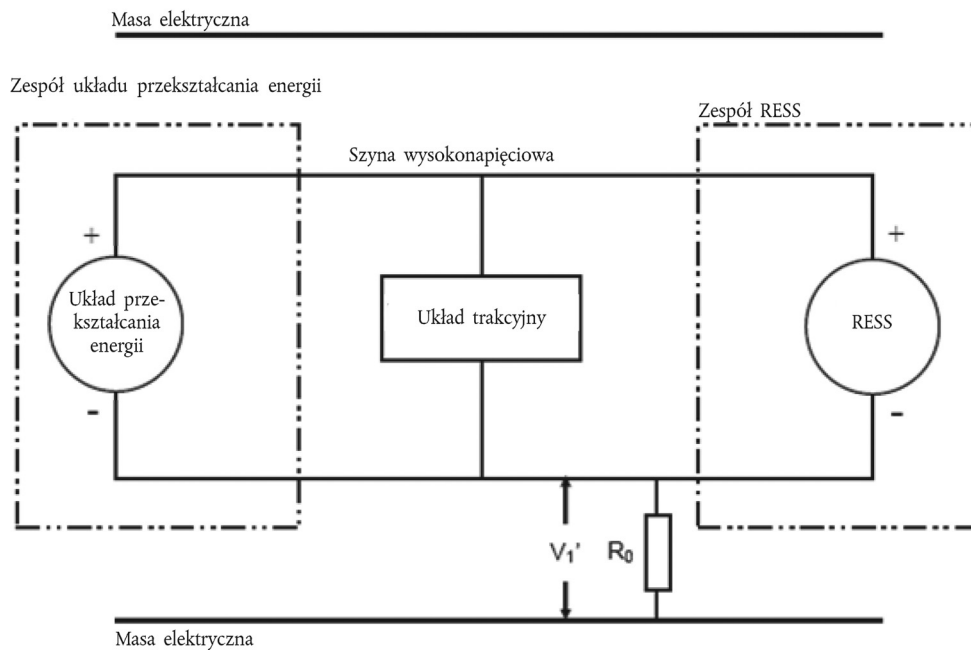 Masa elektryczna
Zespół układu przekształcania energii
Zespół RESS
Szyna wysokonapięciowa
+
+
Układ prze-
kształcania
energii
Układ trakcyjny
RESS
-
-
V₁'
R₀
Masa elektryczna